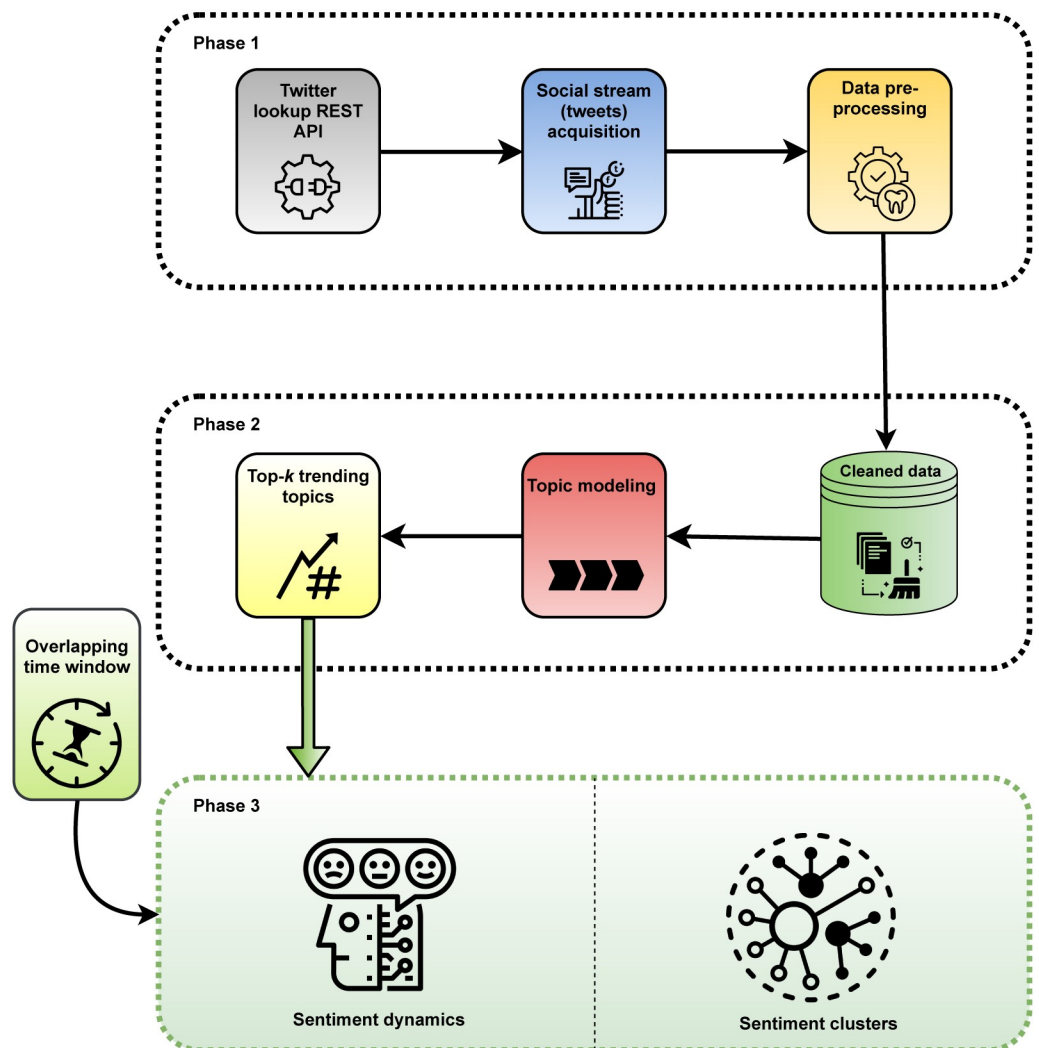 Phase 1
Twitter
lookup REST
API
Social stream
(tweets)
acquisition
Data pre-
processing
Phase 2
Top-k trending
topics
Topic modeling
Cleaned data
Overlapping
time window
Phase 3
Sentiment dynamics
Sentiment clusters